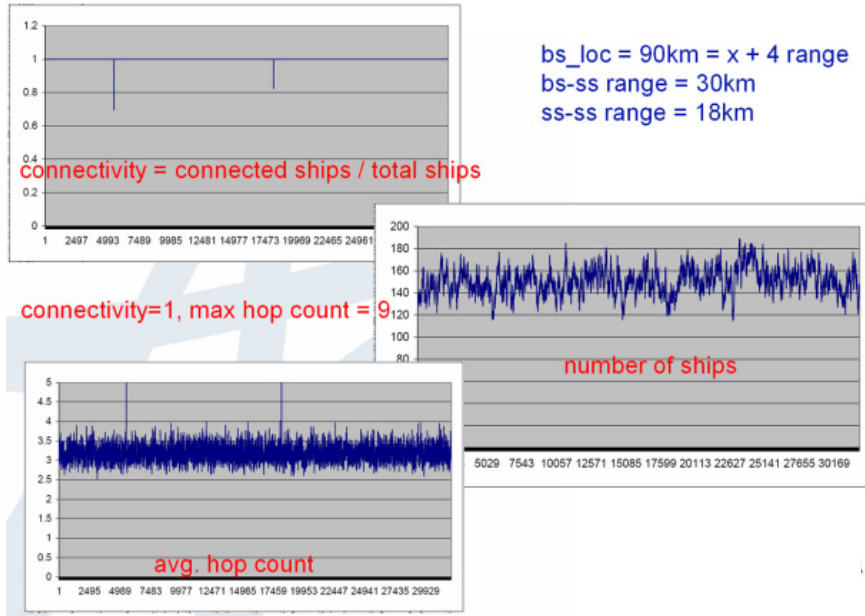 1.2
1
0.8
0.6
0.4
0.2
0
1 2497 4993 7489 9985 12481 14977 17473 19969 22465 24961
connectivity = connected ships / total ships
bs_loc = 90km = x + 4 range
bs-ss range = 30km
ss-ss range = 18km
connectivity=1, max hop count = 9
200
180
160
140
120
100
80
number of ships
5029 7543 10057 12571 15085 17599 20113 22627 25141 27655 30169
5
4.5
4
3.5
3
2.5
2
1.5
1
0.5
0
avg. hop count
1 2495 4989 7483 9977 12471 14965 17459 19953 22447 24941 27435 29929